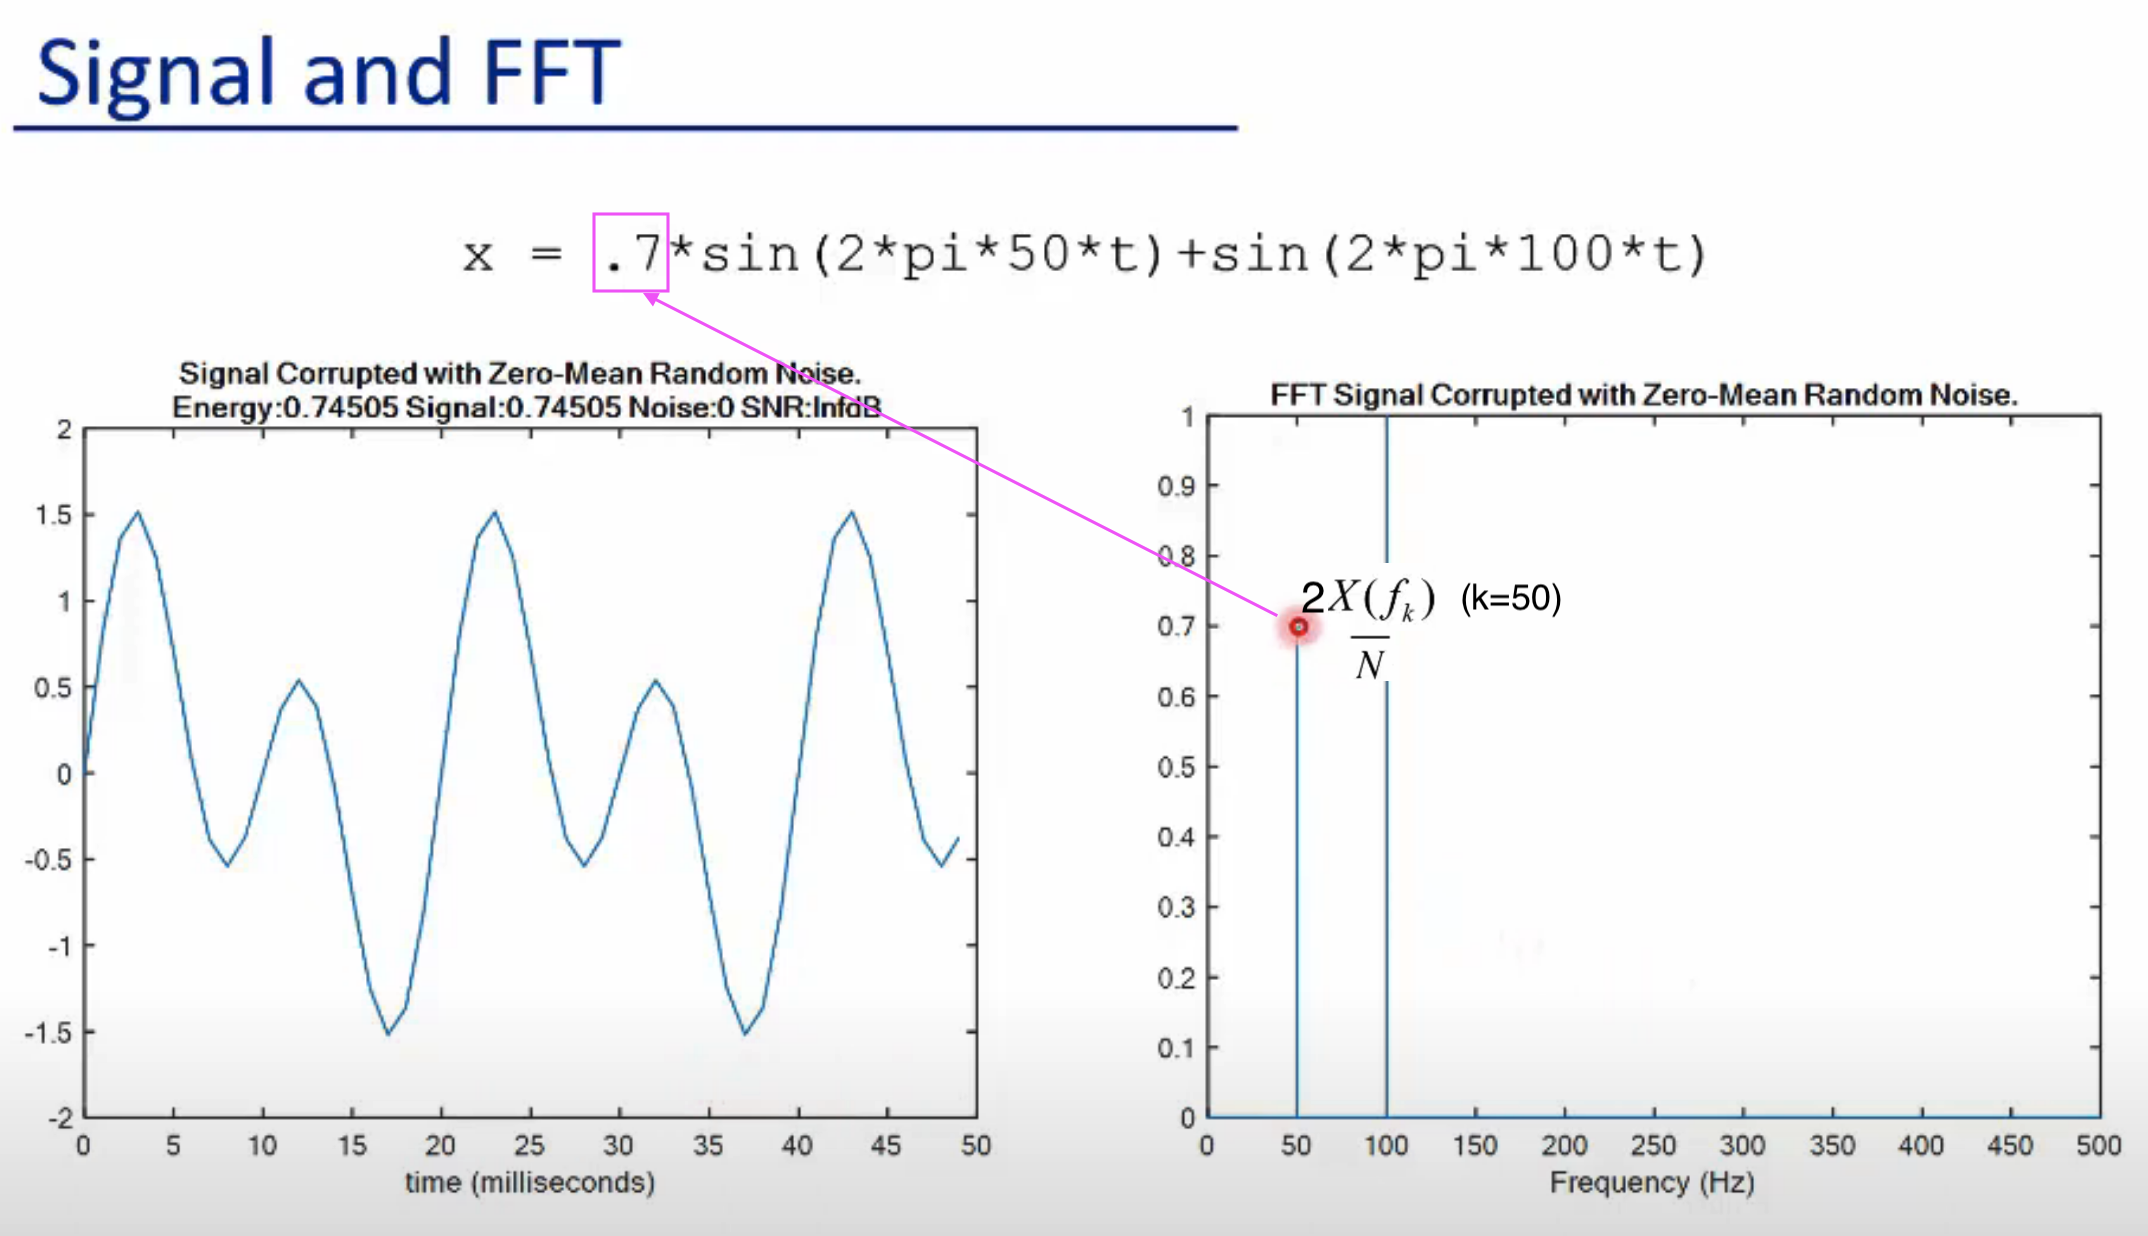 Signal and FFT
x = .7*sin(2*pi*50*t)+sin(2*pi*100*t)
Signal Corrupted with Zero-Mean Random Noise.
Energy:0.74505 Signal:0.74505 Noise:0 SNR:InfdB
2
1.5
1
0.5
0
-0.5
-1
-1.5
-2
0 5 10 15 20 25 30 35 40 45 50
time (milliseconds)
FFT Signal Corrupted with Zero-Mean Random Noise.
1
0.9
0.8
0.7
0.6
0.5
0.4
0.3
0.2
0.1
0
2X(fₖ) (k=50)
N
0 50 100 150 200 250 300 350 400 450 500
Frequency (Hz)